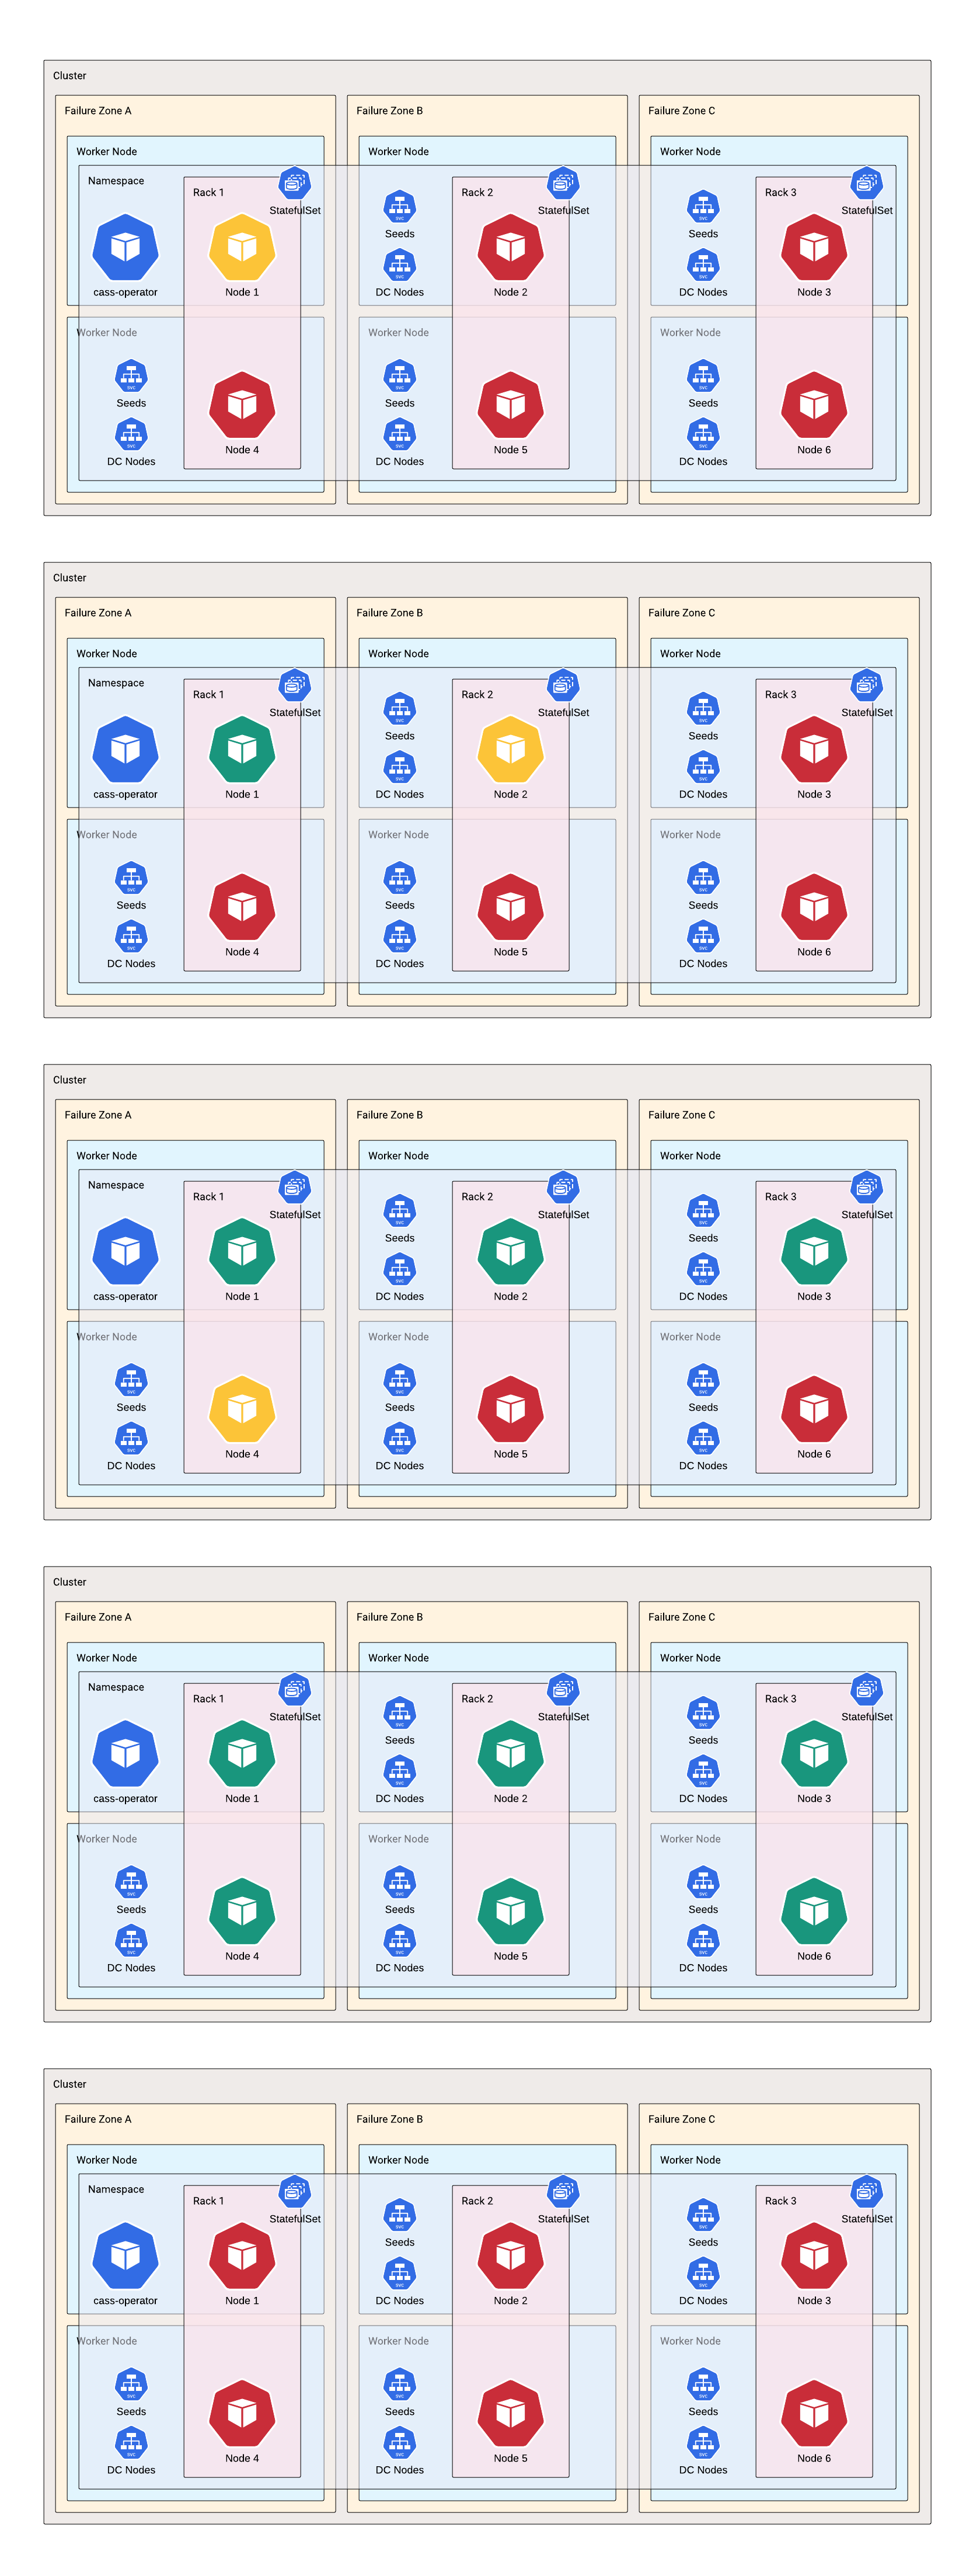 Cluster
Failure Zone A Failure Zone B Failure Zone C
Worker Node Worker Node Worker Node
Namespace Rack 1 Rack 2 Rack 3
StatefulSet StatefulSet StatefulSet
Seeds Seeds
cass-operator Node 1 DC Nodes Node 2 DC Nodes Node 3
Worker Node Worker Node Worker Node
Seeds Seeds Seeds
Node 4 Node 5 Node 6
DC Nodes DC Nodes DC Nodes
Cluster
Failure Zone A Failure Zone B Failure Zone C
Worker Node Worker Node Worker Node
Namespace Rack 1 Rack 2 Rack 3
StatefulSet StatefulSet StatefulSet
Seeds Seeds
cass-operator Node 1 DC Nodes Node 2 DC Nodes Node 3
Worker Node Worker Node Worker Node
Seeds Seeds Seeds
Node 4 Node 5 Node 6
DC Nodes DC Nodes DC Nodes
Cluster
Failure Zone A Failure Zone B Failure Zone C
Worker Node Worker Node Worker Node
Namespace Rack 1 Rack 2 Rack 3
StatefulSet StatefulSet StatefulSet
Seeds Seeds
cass-operator Node 1 DC Nodes Node 2 DC Nodes Node 3
Worker Node Worker Node Worker Node
Seeds Seeds Seeds
Node 4 Node 5 Node 6
DC Nodes DC Nodes DC Nodes
Cluster
Failure Zone A Failure Zone B Failure Zone C
Worker Node Worker Node Worker Node
Namespace Rack 1 Rack 2 Rack 3
StatefulSet StatefulSet StatefulSet
Seeds Seeds
cass-operator Node 1 DC Nodes Node 2 DC Nodes Node 3
Worker Node Worker Node Worker Node
Seeds Seeds Seeds
Node 4 Node 5 Node 6
DC Nodes DC Nodes DC Nodes
Cluster
Failure Zone A Failure Zone B Failure Zone C
Worker Node Worker Node Worker Node
Namespace Rack 1 Rack 2 Rack 3
StatefulSet StatefulSet StatefulSet
Seeds Seeds
cass-operator Node 1 DC Nodes Node 2 DC Nodes Node 3
Worker Node Worker Node Worker Node
Seeds Seeds Seeds
Node 4 Node 5 Node 6
DC Nodes DC Nodes DC Nodes